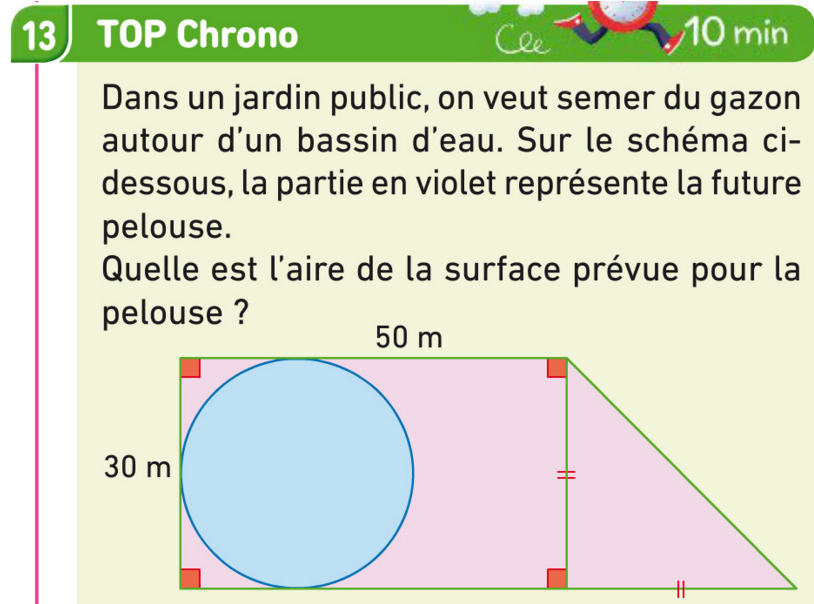 13 TOP Chrono Clee 10 min
Dans un jardin public, on veut semer du gazon
autour d'un bassin d'eau. Sur le schéma ci-
dessous, la partie en violet représente la future
pelouse.
Quelle est l'aire de la surface prévue pour la
pelouse ?
50 m
30 m